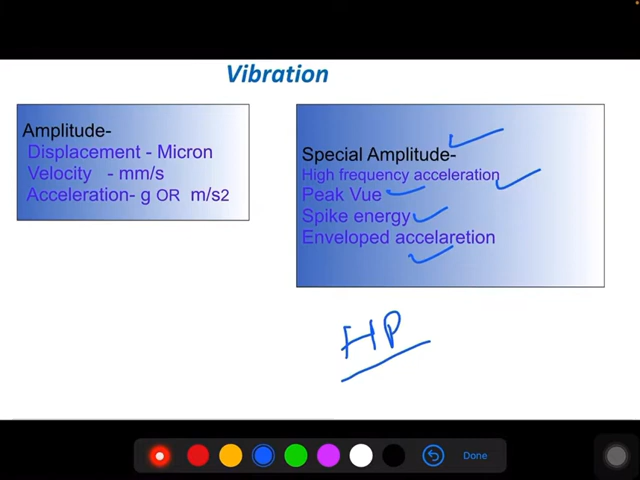 Vibration
Amplitude-
Displacement - Micron
Velocity - mm/s
Acceleration- g OR m/s2
Special Amplitude-
High frequency acceleration
Peak Vue
Spike energy
Enveloped accelaretion
HP
Done